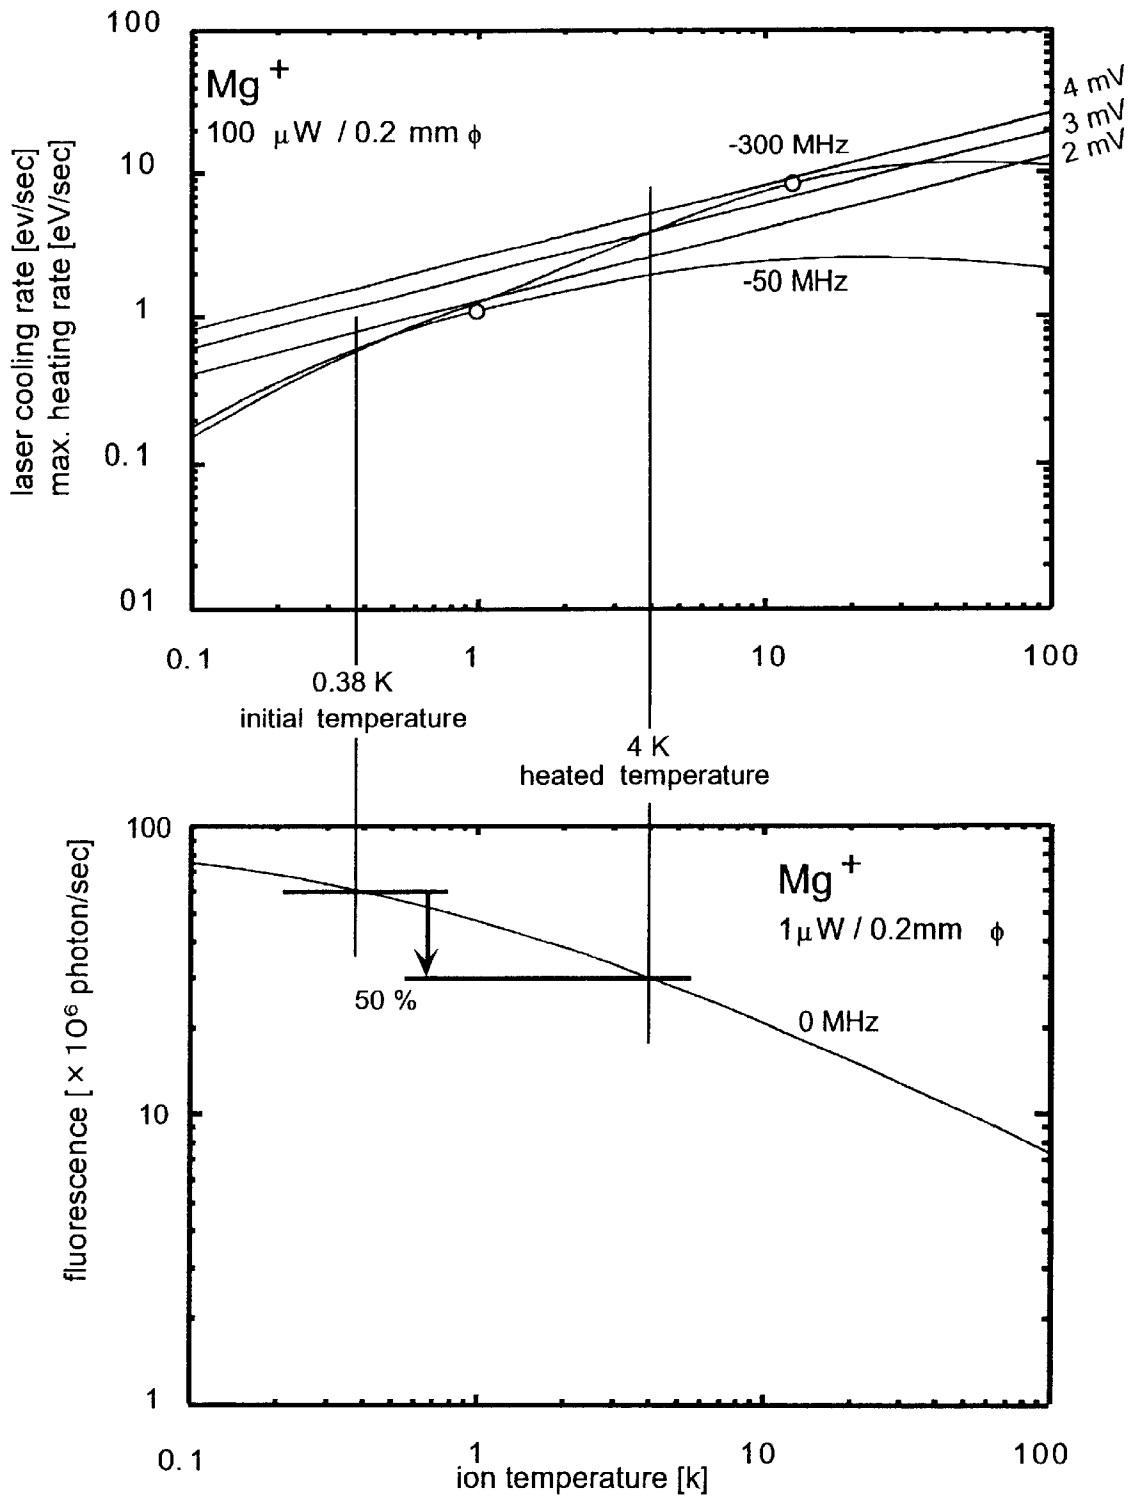 100
Mg +
100 μW / 0.2 mm ϕ
-300 MHz
4 mV
3 mV
2 mV
10
1
-50 MHz
0.1
01
laser cooling rate [ev/sec]
max. heating rate [eV/sec]
0.1 1 10 100
0.38 K
initial temperature
4 K
heated temperature
100
Mg +
1μW / 0.2mm ϕ
50 %
0 MHz
10
1
fluorescence [ × 10⁶ photon/sec]
0.1 1 10 100
ion temperature [k]